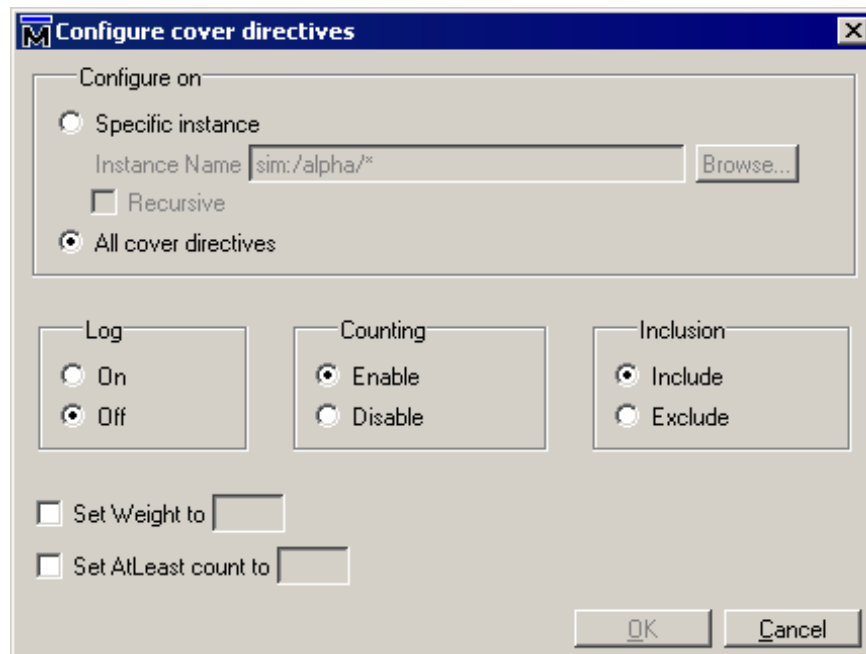 M Configure cover directives
Configure on
Specific instance
Instance Name sim:/alpha/* Browse...
Recursive
All cover directives
Log Counting Inclusion
On Enable Include
Off Disable Exclude
Set Weight to
Set AtLeast count to
OK Cancel